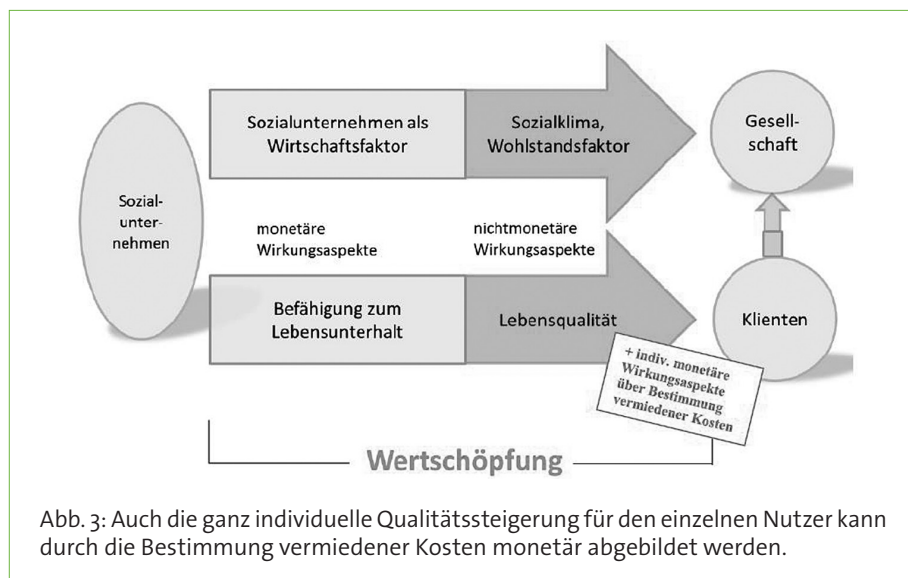 Sozialunternehmen als
Wirtschaftsfaktor
Sozialklima,
Wohlstandsfaktor
Gesell-
schaft
Sozial-
unter-
nehmen
monetäre
Wirkungsaspekte
nichtmonetäre
Wirkungsaspekte
Befähigung zum
Lebensunterhalt
Lebensqualität
Klienten
+ indiv. monetäre
Wirkungsaspekte
über Bestimmung
vermiedener Kosten
Wertschöpfung
Abb. 3: Auch die ganz individuelle Qualitätssteigerung für den einzelnen Nutzer kann
durch die Bestimmung vermiedener Kosten monetär abgebildet werden.